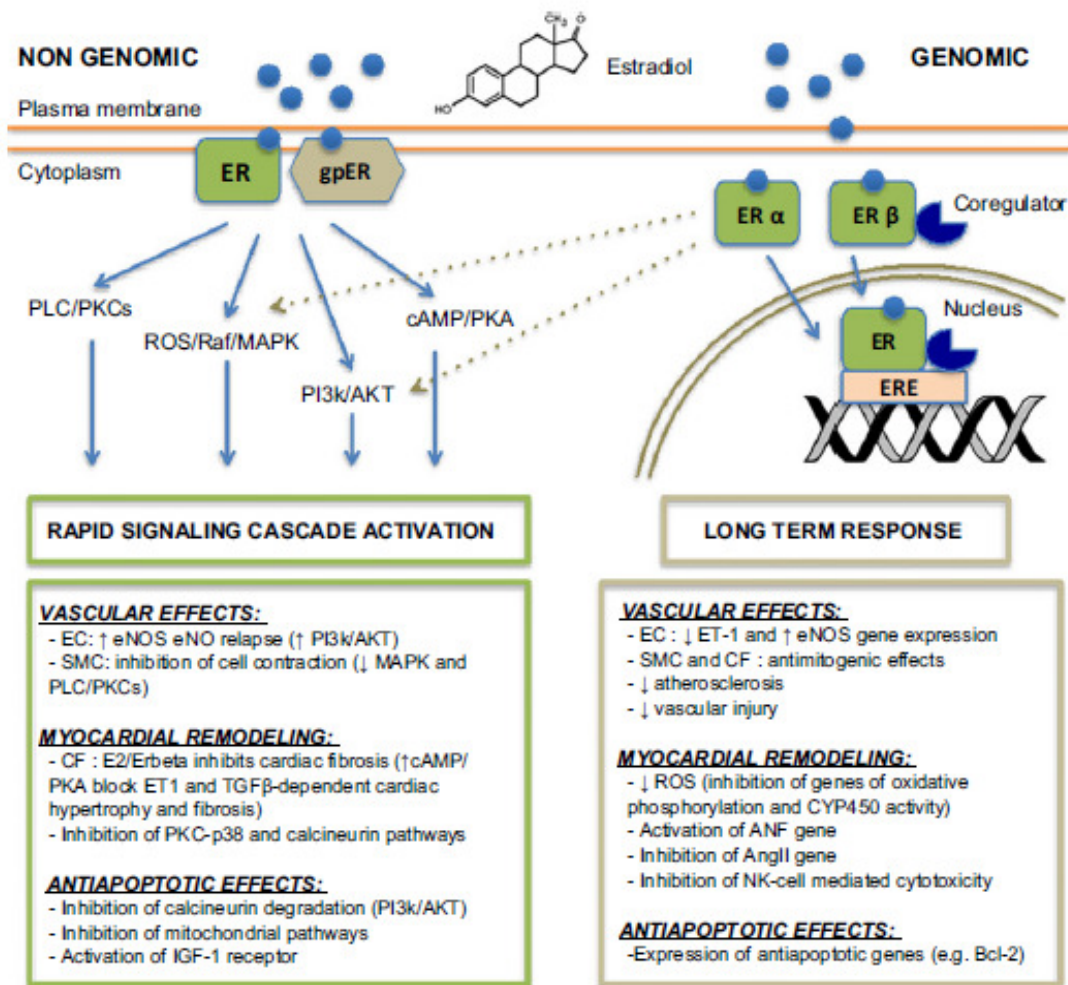 NON GENOMIC
Plasma membrane
Cytoplasm
CH₃
O
HO
Estradiol
GENOMIC
ER
gpER
PLC/PKCs
ROS/Raf/MAPK
PI3k/AKT
cAMP/PKA
ER α
ER β
Coregulator
Nucleus
ER
ERE
RAPID SIGNALING CASCADE ACTIVATION
VASCULAR EFFECTS:
- EC: ↑ eNOS eNO relapse (↑ PI3k/AKT)
- SMC: inhibition of cell contraction (↓ MAPK and
PLC/PKCs)
MYOCARDIAL REMODELING:
- CF : E2/Erbeta inhibits cardiac fibrosis (↑cAMP/
PKA block ET1 and TGFβ-dependent cardiac
hypertrophy and fibrosis)
- Inhibition of PKC-p38 and calcineurin pathways
ANTIAPOPTOTIC EFFECTS:
- Inhibition of calcineurin degradation (PI3k/AKT)
- Inhibition of mitochondrial pathways
- Activation of IGF-1 receptor
LONG TERM RESPONSE
VASCULAR EFFECTS:
- EC : ↓ ET-1 and ↑ eNOS gene expression
- SMC and CF : antimitogenic effects
- ↓ atherosclerosis
- ↓ vascular injury
MYOCARDIAL REMODELING:
- ↓ ROS (inhibition of genes of oxidative
phosphorylation and CYP450 activity)
- Activation of ANF gene
- Inhibition of AngII gene
- Inhibition of NK-cell mediated cytotoxicity
ANTIAPOPTOTIC EFFECTS:
-Expression of antiapoptotic genes (e.g. Bcl-2)